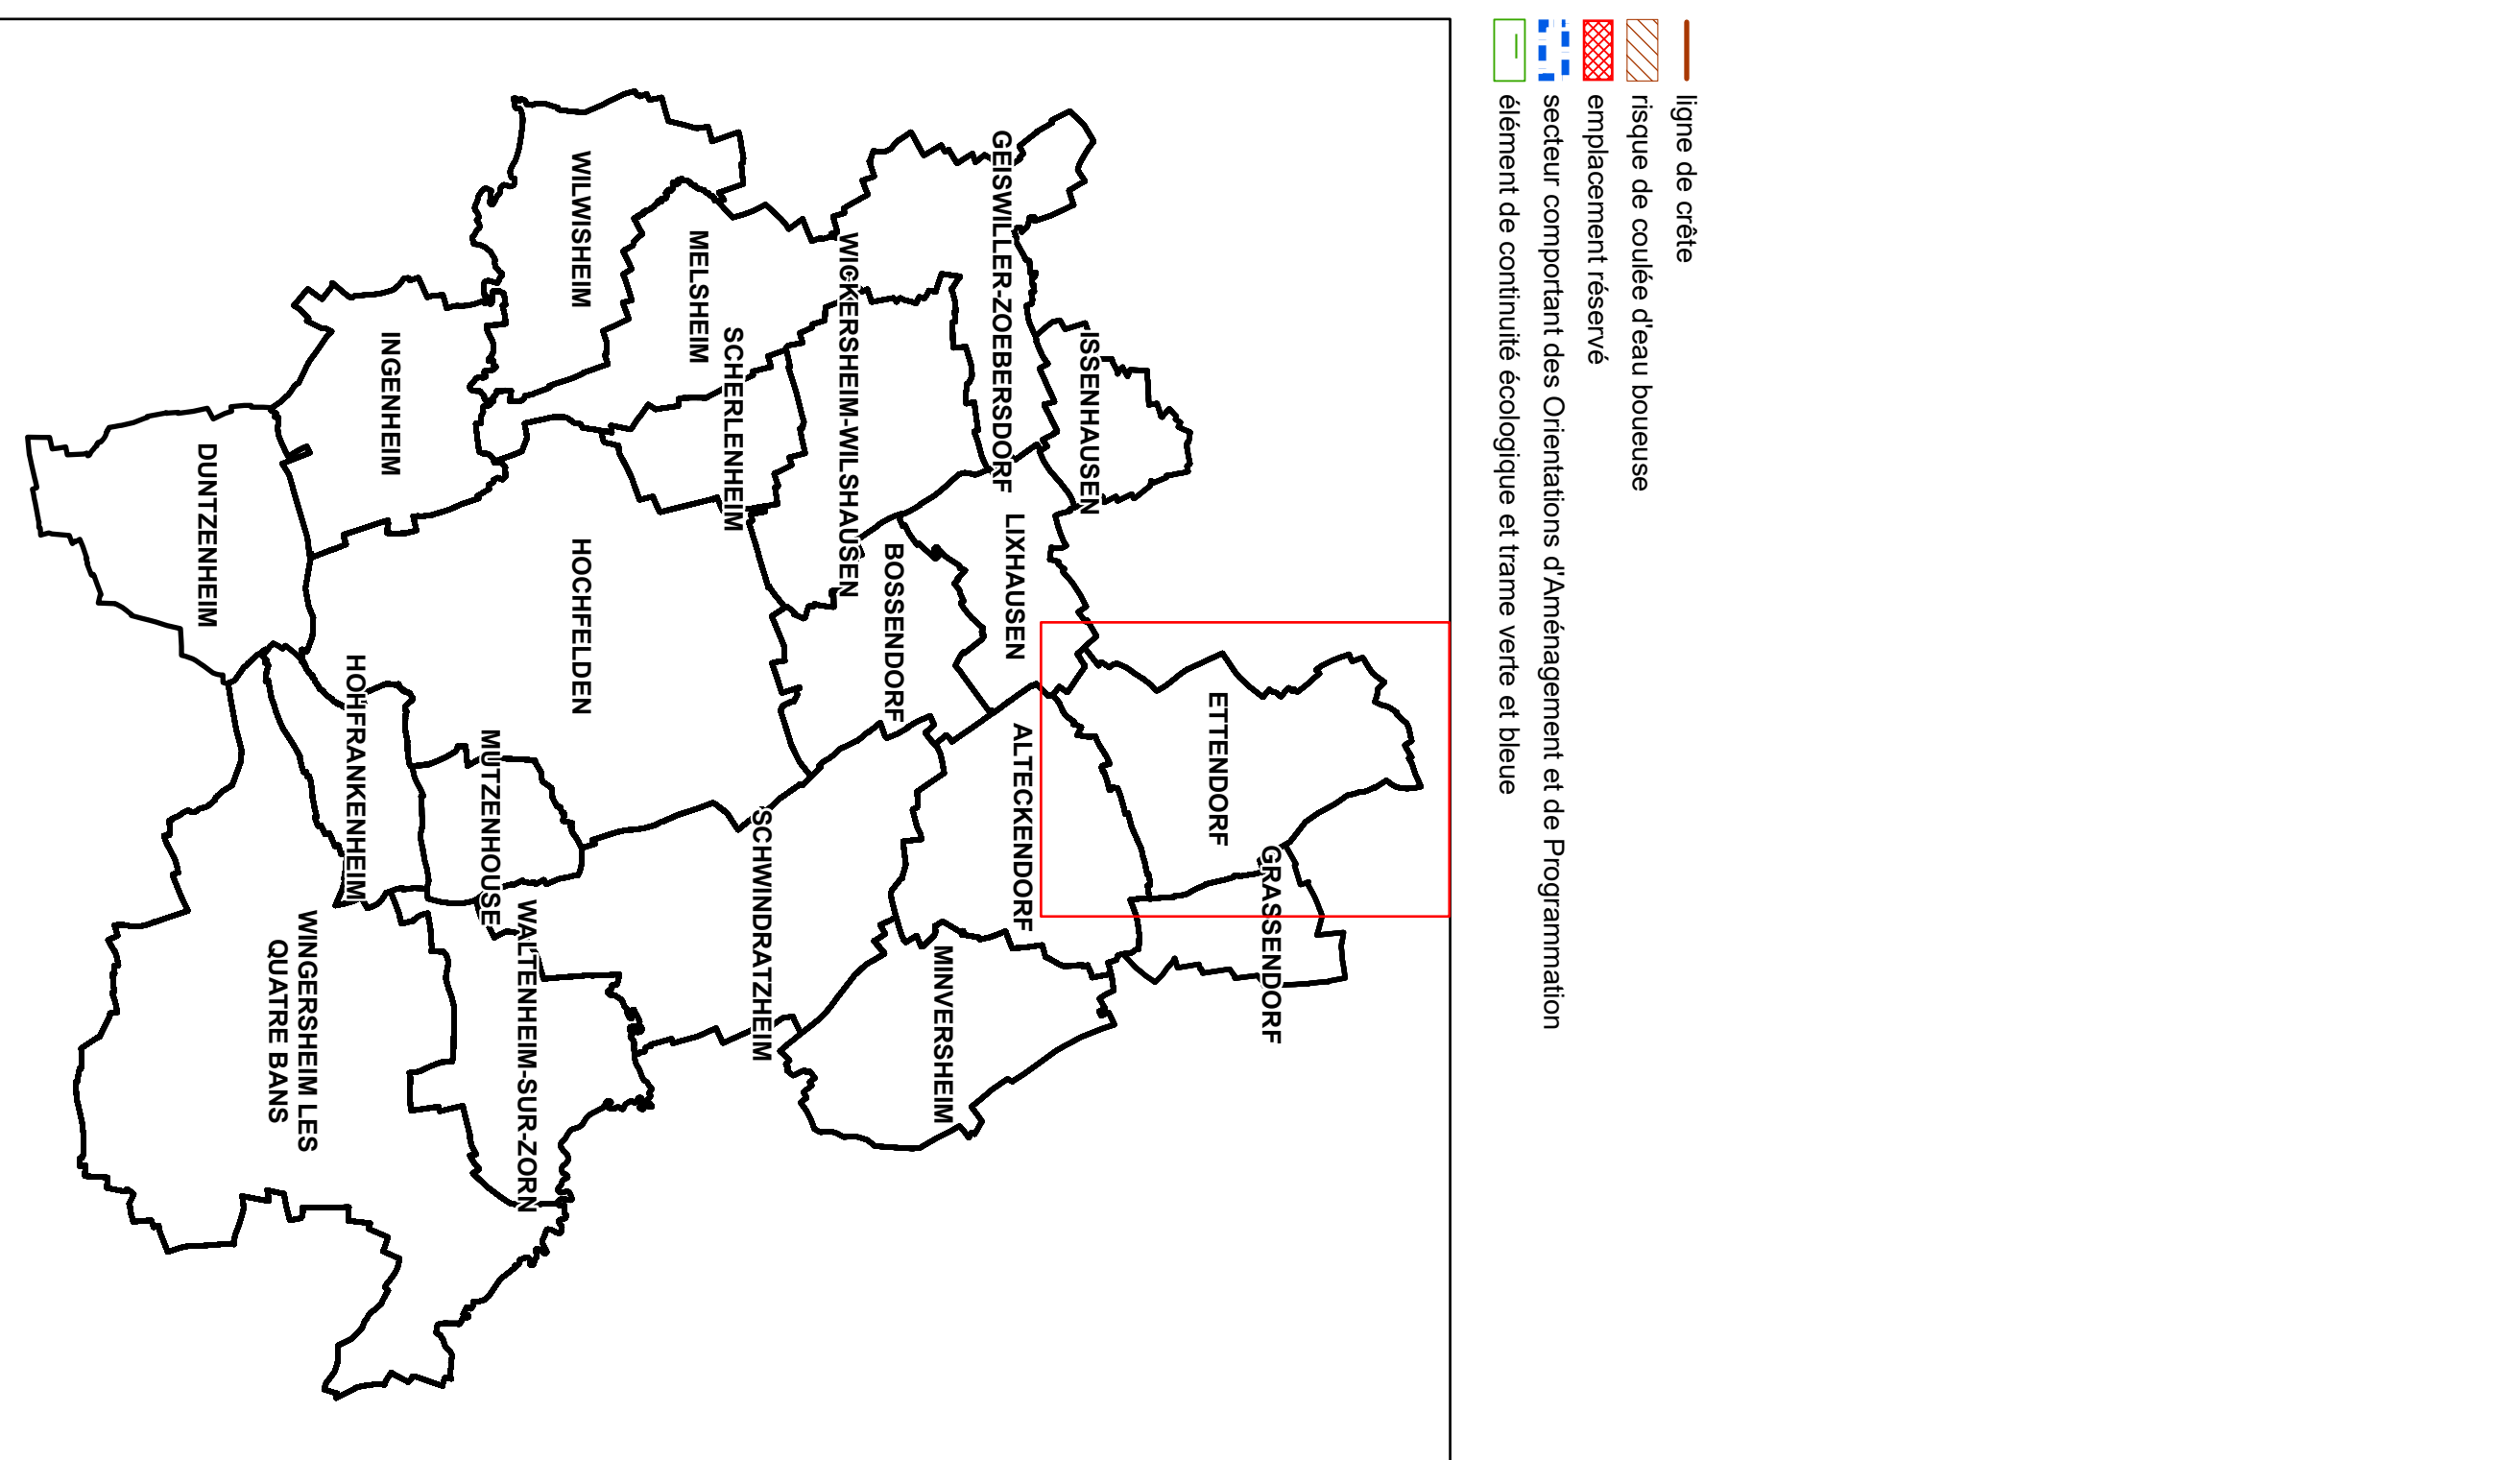 ligne de crête
risque de coulée d'eau boueuse
emplacement réservé
secteur comportant des Orientations d'Aménagement et de Programmation
élément de continuité écologique et trame verte et bleue
ETTENDORF
GRASSENDORF
ISSENHAUSEN
GEISWILLER-ZOEBERSDORF
LIXHAUSEN
ALTECKENDORF
MINVERSHEIM
BOSSENDORF
WICKERSHEIM-WILSHAUSEN
SCHWINDRATZHEIM
SCHERLENHEIM
MELSHEIM
WILWISHEIM
HOCHFELDEN
WALTENHEIM-SUR-ZORN
MUTZENHOUSE
INGENHEIM
HOHFRANKENHEIM
WINGERSHEIM LES
QUATRE BANS
DUNTZENHEIM